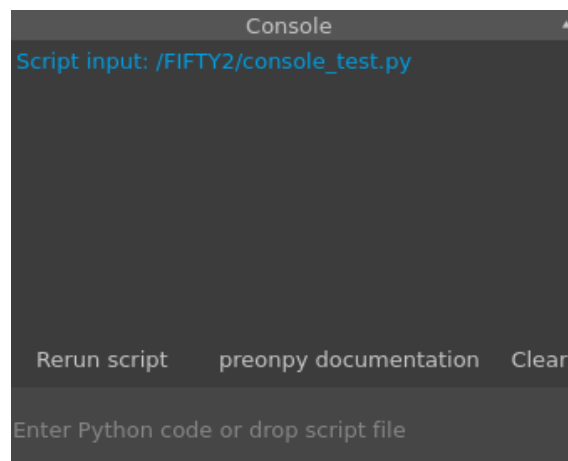 Console
Script input: /FIFTY2/console_test.py
Rerun script preonpy documentation Clear
Enter Python code or drop script file